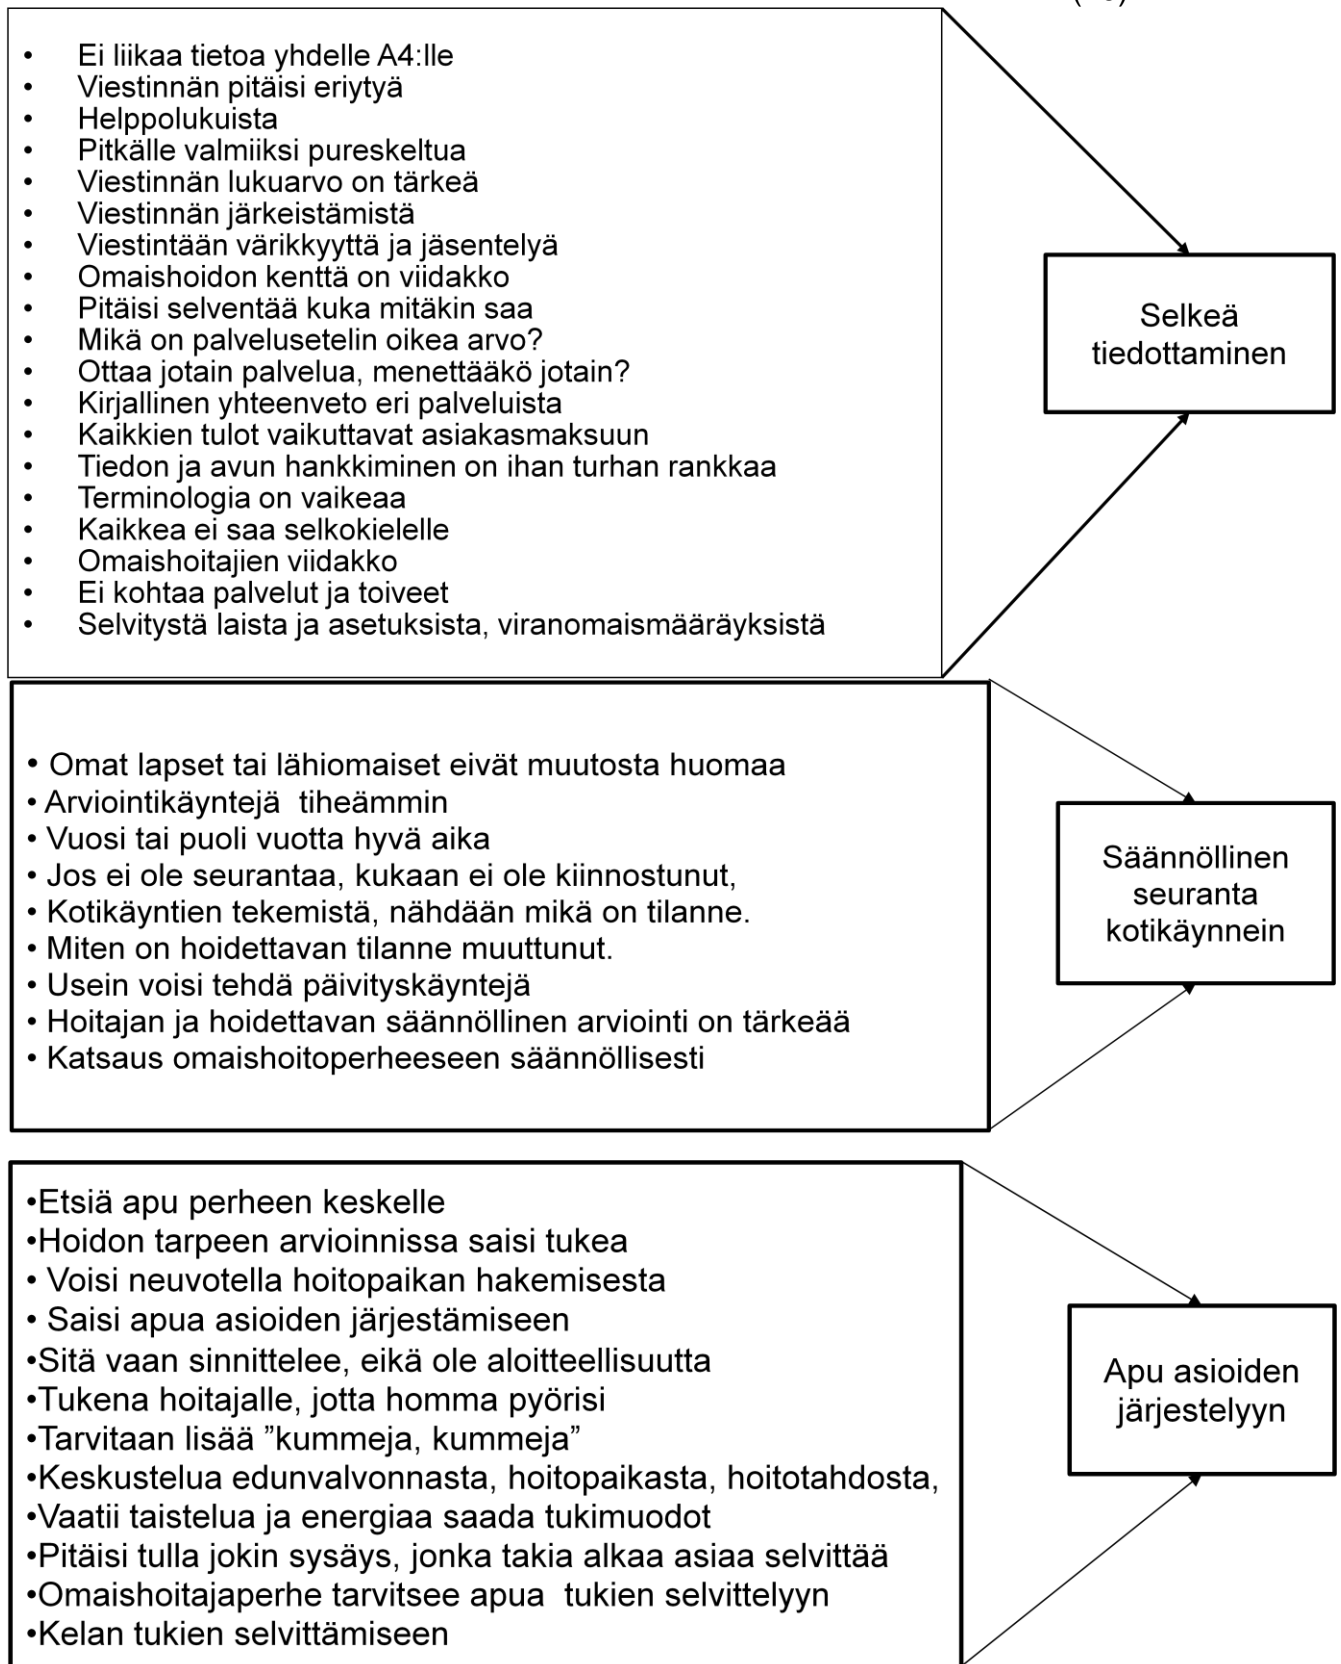 • Ei liikaa tietoa yhdelle A4:lle
• Viestinnän pitäisi eriytyä
• Helppolukuista
• Pitkälle valmiiksi pureskeltua
• Viestinnän lukuarvo on tärkeä
• Viestinnän järkeistämistä
• Viestintään värikkyyttä ja jäsentelyä
• Omaishoidon kenttä on viidakko
• Pitäisi selventää kuka mitäkin saa
• Mikä on palvelusetelin oikea arvo?
• Ottaa jotain palvelua, menettääkö jotain?
• Kirjallinen yhteenveto eri palveluista
• Kaikkien tulot vaikuttavat asiakasmaksuun
• Tiedon ja avun hankkiminen on ihan turhan rankkaa
• Terminologia on vaikeaa
• Kaikkea ei saa selkokielelle
• Omaishoitajien viidakko
• Ei kohtaa palvelut ja toiveet
• Selvitystä laista ja asetuksista, viranomaismääräyksistä
Selkeä
tiedottaminen
• Omat lapset tai lähiomaiset eivät muutosta huomaa
• Arviointikäyntejä tiheämmin
• Vuosi tai puoli vuotta hyvä aika
• Jos ei ole seurantaa, kukaan ei ole kiinnostunut,
• Kotikäyntien tekemistä, nähdään mikä on tilanne.
• Miten on hoidettavan tilanne muuttunut.
• Usein voisi tehdä päivityskäyntejä
• Hoitajan ja hoidettavan säännöllinen arviointi on tärkeää
• Katsaus omaishoitoperheeseen säännöllisesti
Säännöllinen
seuranta
kotikäynnein
•Etsiä apu perheen keskelle
•Hoidon tarpeen arvioinnissa saisi tukea
• Voisi neuvotella hoitopaikan hakemisesta
• Saisi apua asioiden järjestämiseen
•Sitä vaan sinnittelee, eikä ole aloitteellisuutta
•Tukena hoitajalle, jotta homma pyörisi
•Tarvitaan lisää ”kummeja, kummeja”
•Keskustelua edunvalvonnasta, hoitopaikasta, hoitotahdosta,
•Vaatii taistelua ja energiaa saada tukimuodot
•Pitäisi tulla jokin sysäys, jonka takia alkaa asiaa selvittää
•Omaishoitajaperhe tarvitsee apua tukien selvittelyyn
•Kelan tukien selvittämiseen
Apu asioiden
järjestelyyn